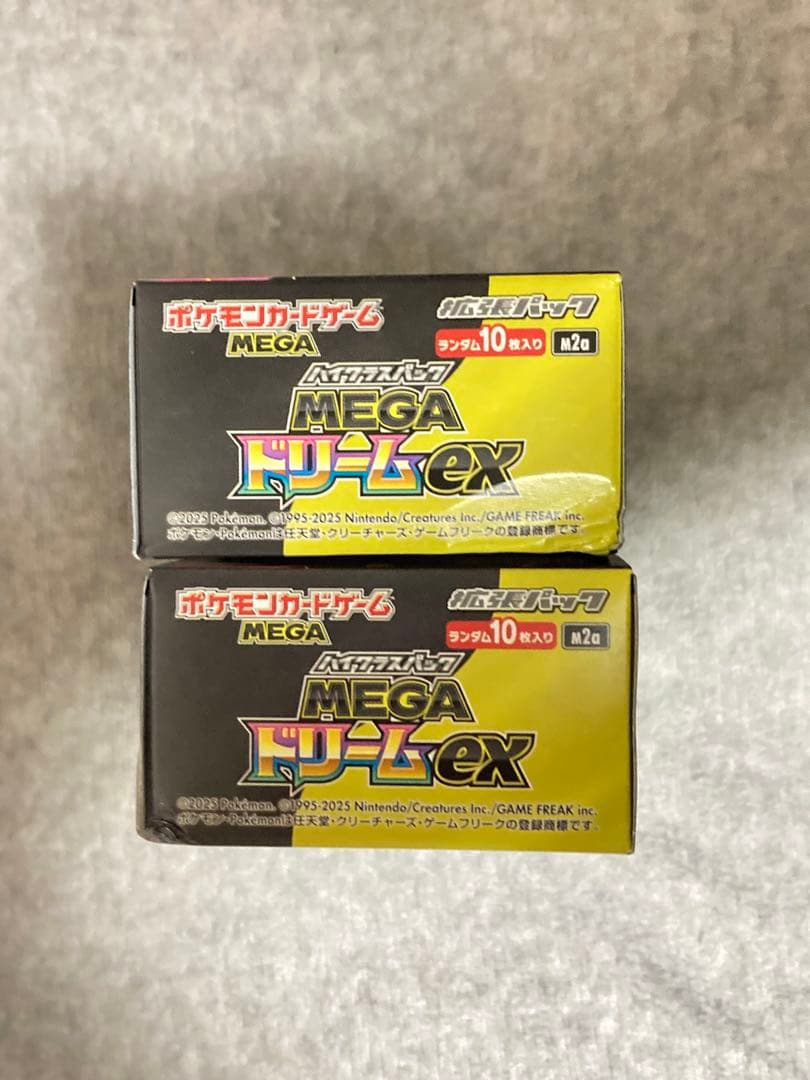 ポケモンカードゲーム
MEGA
拡張パック
ランダム10枚入り M2a
ハイクラスパック
MEGA
ドリームex
©2025 Pokémon. ©1995-2025 Nintendo/Creatures Inc./GAME FREAK inc.
ポケモン・Pokémonは任天堂・クリーチャーズ・ゲームフリークの登録商標です。
ポケモンカードゲーム
MEGA
拡張パック
ランダム10枚入り M2a
ハイクラスパック
MEGA
ドリームex
©2025 Pokémon. ©1995-2025 Nintendo/Creatures Inc./GAME FREAK inc.
ポケモン・Pokémonは任天堂・クリーチャーズ・ゲームフリークの登録商標です。